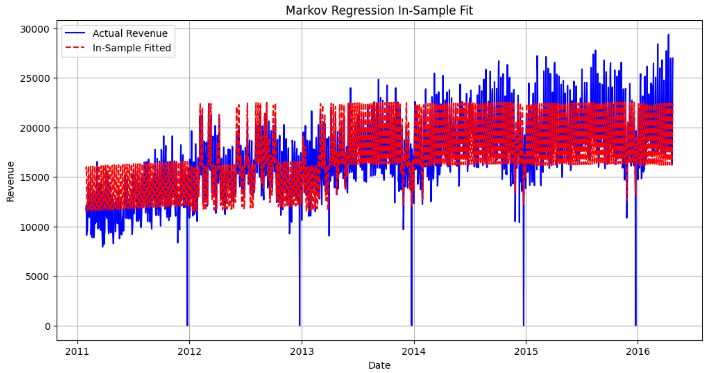 Markov Regression In-Sample Fit
Actual Revenue
In-Sample Fitted
Revenue
30000
25000
20000
15000
10000
5000
0
2011
2012
2013
2014
2015
2016
Date